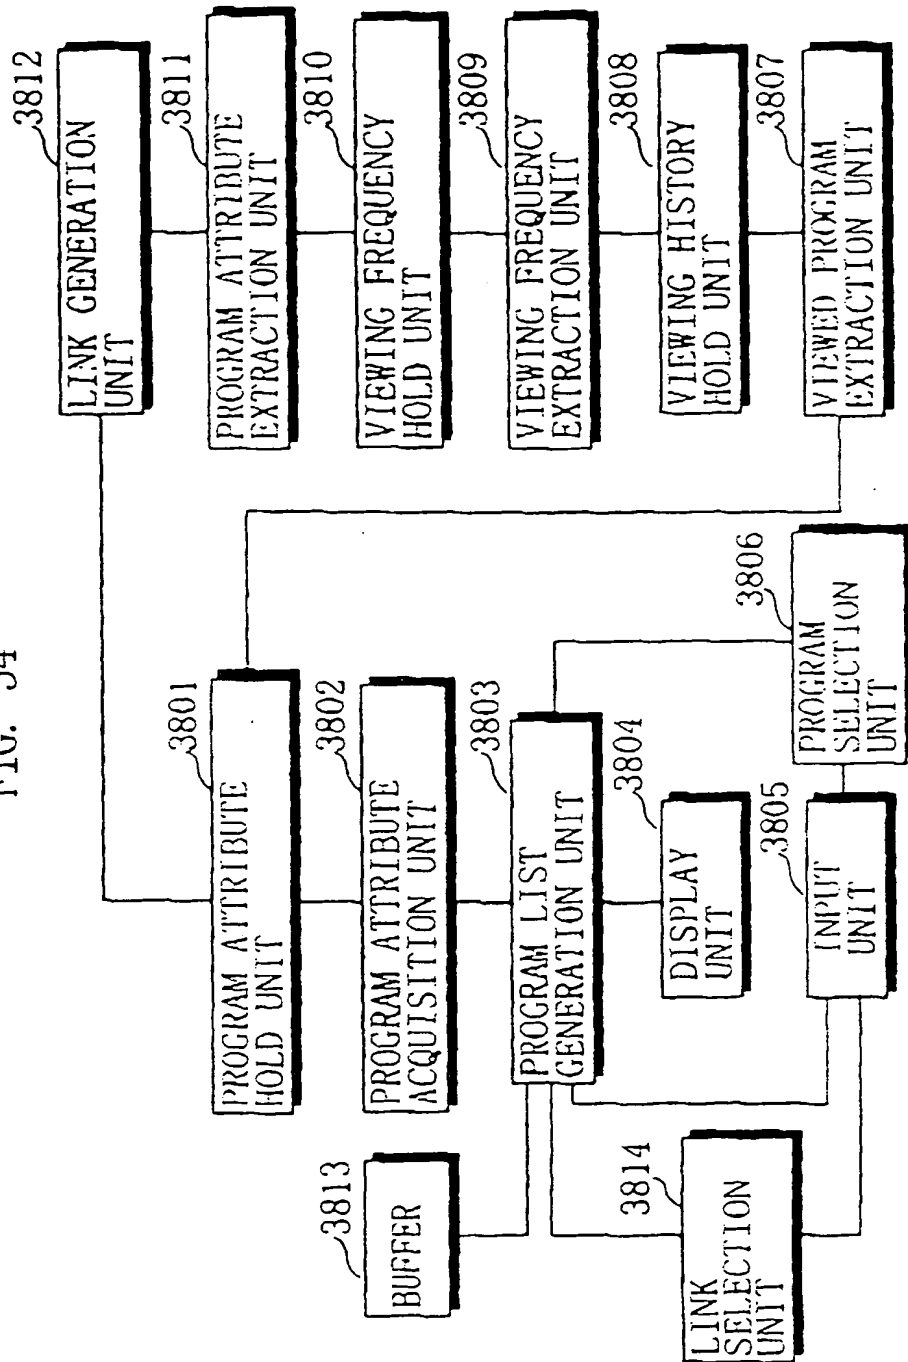 FIG.
3801
PROGRAM ATTRIBUTE
HOLD UNIT
3802
PROGRAM ATTRIBUTE
ACQUISITION UNIT
3813
BUFFER
3803
PROGRAM LIST
GENERATION UNIT
3804
DISPLAY
UNIT
3814
LINK
SELECTION
UNIT
3805
INPUT
UNIT
3806
PROGRAM
SELECTION
UNIT
3812
LINK GENERATION
UNIT
3811
PROGRAM ATTRIBUTE
EXTRACTION UNIT
3810
VIEWING FREQUENCY
HOLD UNIT
3809
VIEWING FREQUENCY
EXTRACTION UNIT
3808
VIEWING HISTORY
HOLD UNIT
3807
VIEWED PROGRAM
EXTRACTION UNIT